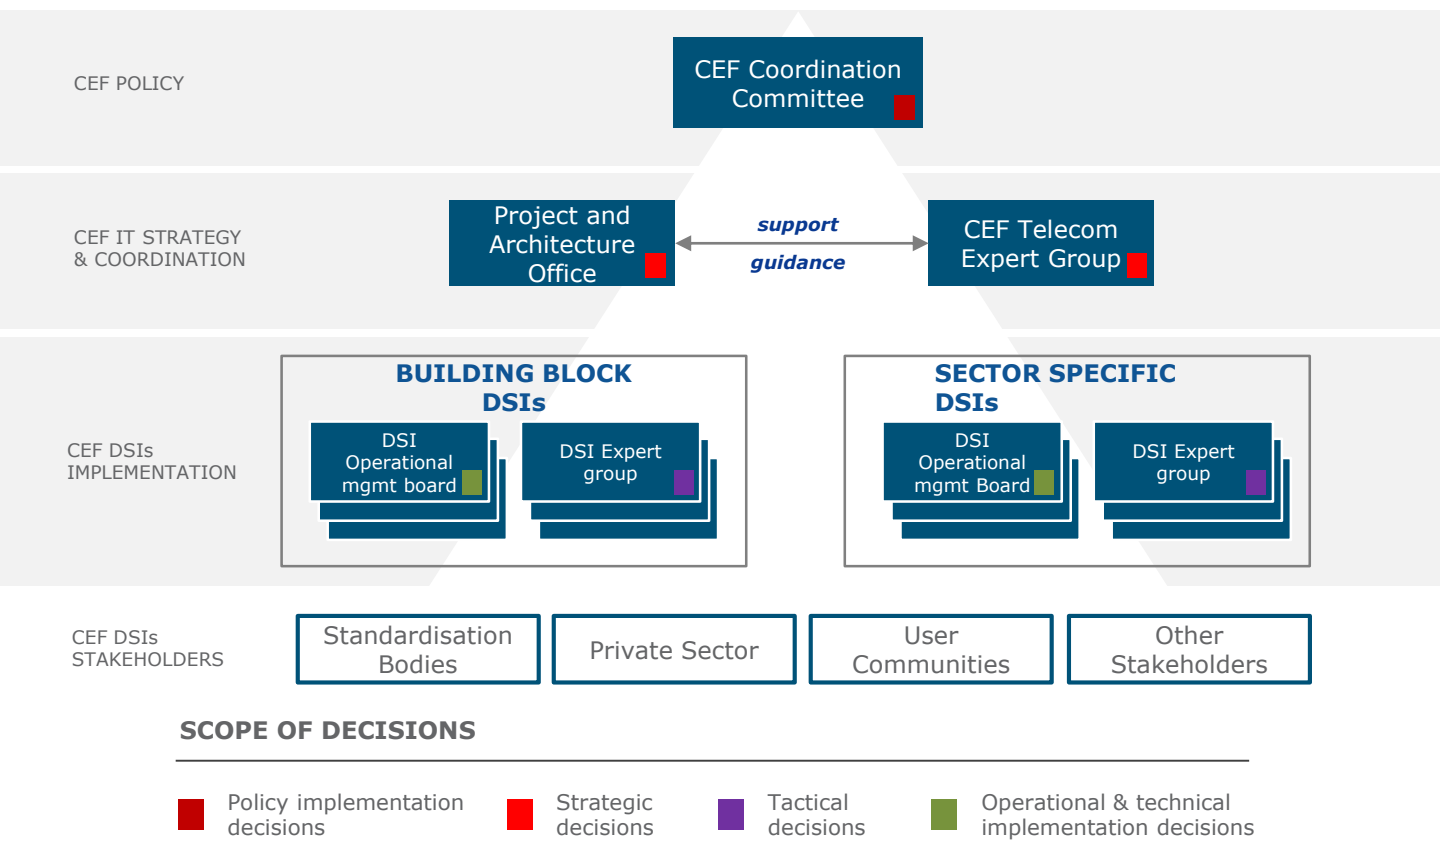 CEF POLICY
CEF Coordination
Committee
CEF IT STRATEGY
& COORDINATION
Project and
Architecture
Office
support
guidance
CEF Telecom
Expert Group
CEF DSIs
IMPLEMENTATION
BUILDING BLOCK
DSIs
DSI
Operational
mgmt board
DSI Expert
group
SECTOR SPECIFIC
DSIs
DSI
Operational
mgmt Board
DSI Expert
group
CEF DSIs
STAKEHOLDERS
Standardisation
Bodies
Private Sector
User
Communities
Other
Stakeholders
SCOPE OF DECISIONS
Policy implementation
decisions
Strategic
decisions
Tactical
decisions
Operational & technical
implementation decisions